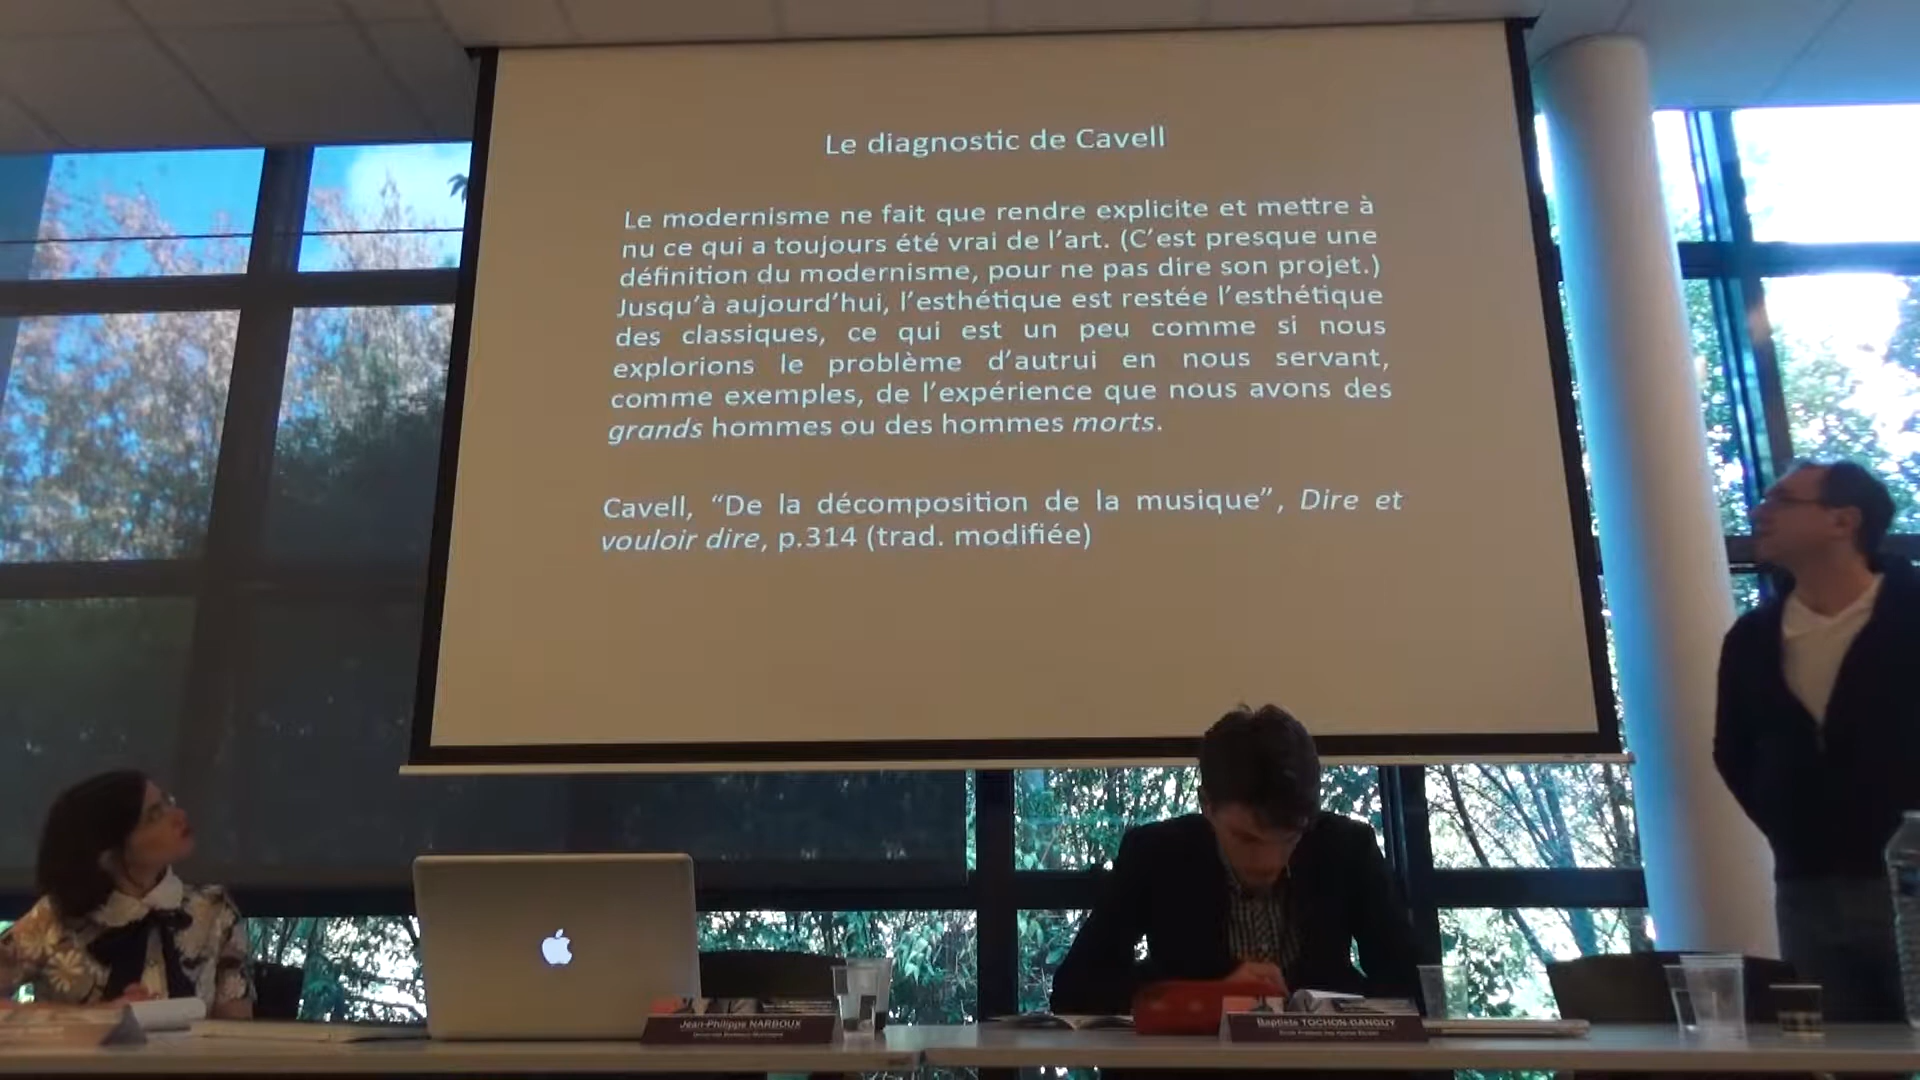 Le diagnostic de Cavell
Le modernisme ne fait que rendre explicite et mettre à
nu ce qui a toujours été vrai de l’art. (C’est presque une
définition du modernisme, pour ne pas dire son projet.)
Jusqu’à aujourd’hui, l’esthétique est restée l’esthétique
des classiques, ce qui est un peu comme si nous
explorions le problème d’autrui en nous servant,
comme exemples, de l’expérience que nous avons des
grands hommes ou des hommes morts.
Cavell, “De la décomposition de la musique”, Dire et
vouloir dire, p.314 (trad. modifiée)
Jean-Philippe NARBOUX
Baptiste TOCHON-DANGUY